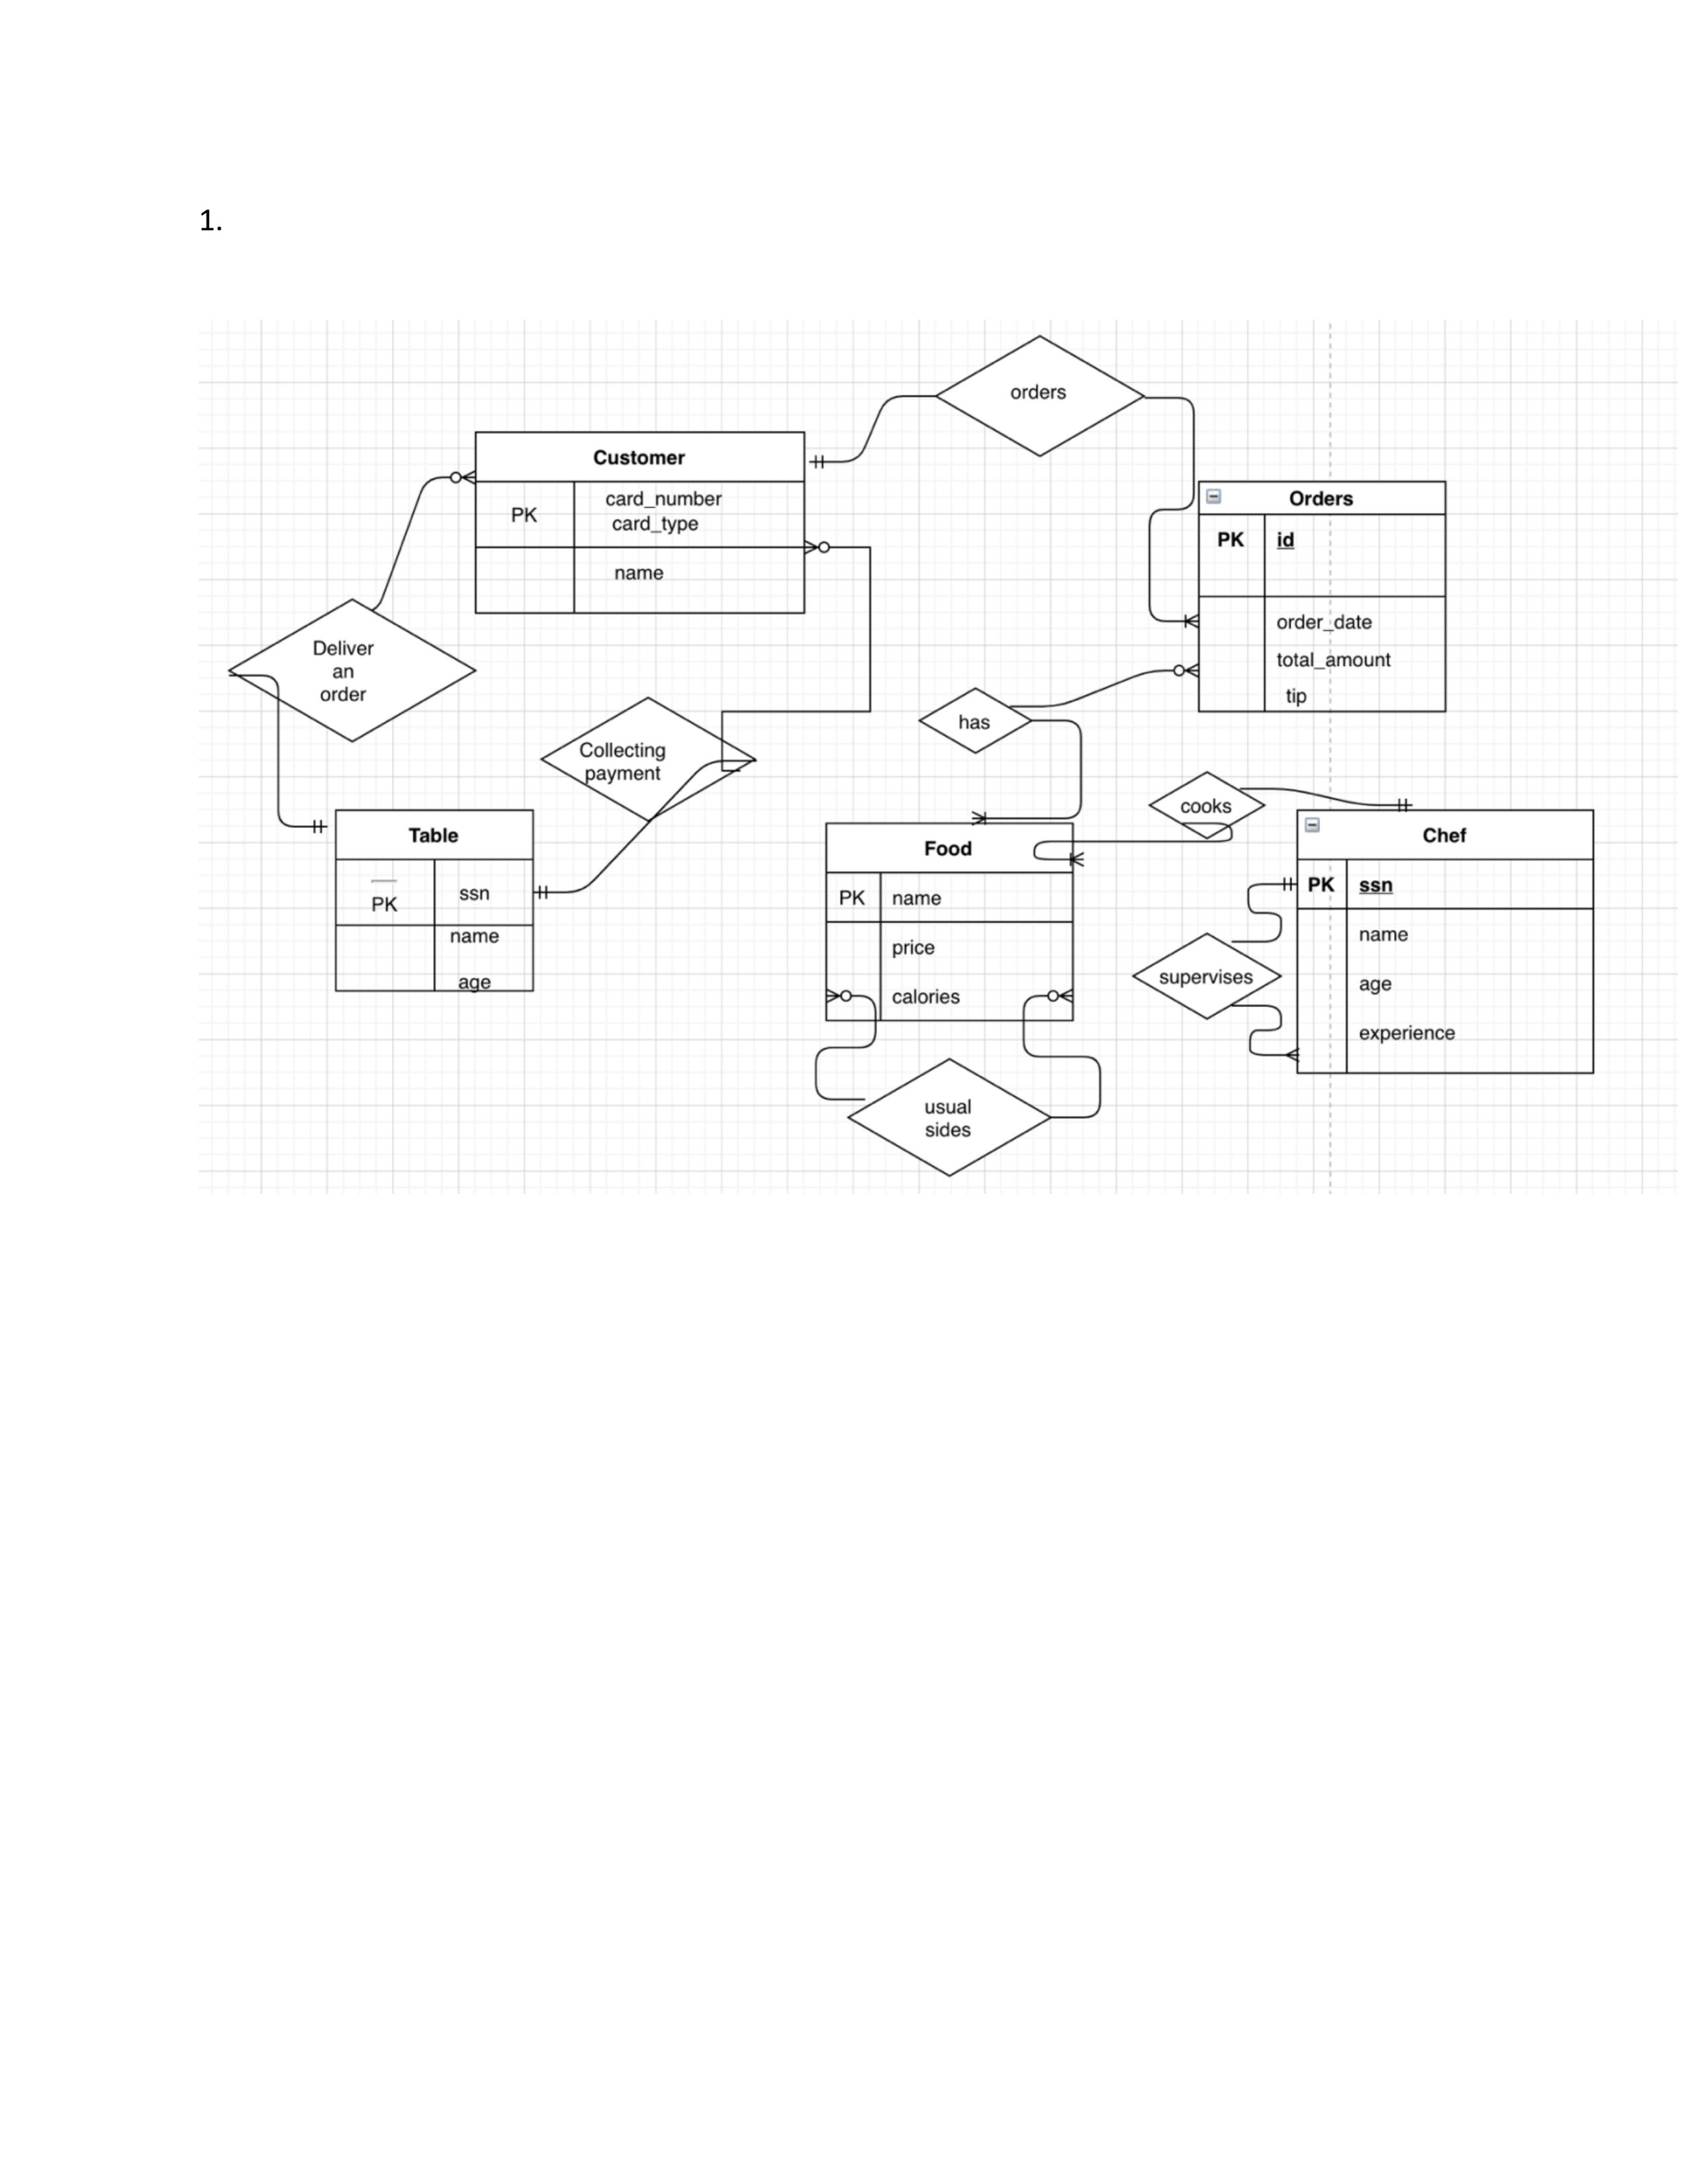 1.
orders
Customer
PK
card_number
card_type
name
Orders
PK id
order_date
total_amount
tip
Deliver
an
order
Collecting
payment
has
cooks
Table
PK
ssn
name
age
Food
PK name
price
calories
Chef
PK ssn
name
age
experience
supervises
usual
sides